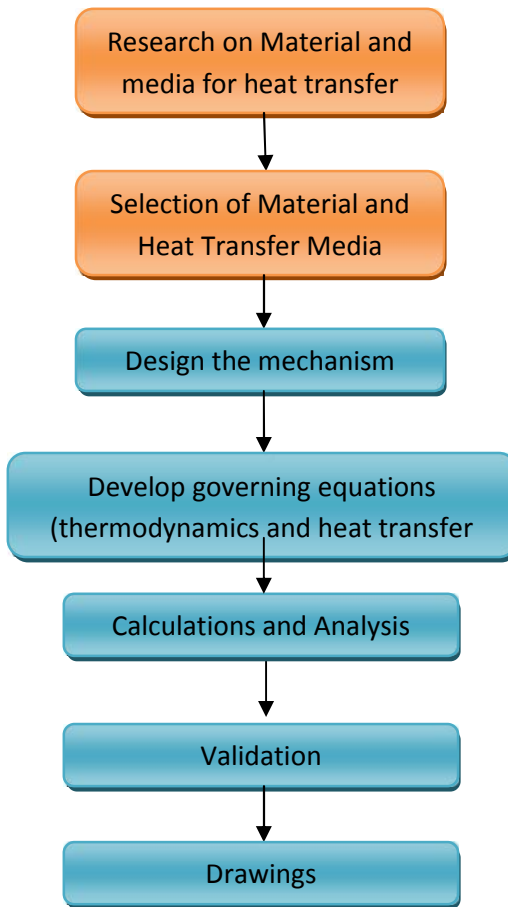 Research on Material and
media for heat transfer
Selection of Material and
Heat Transfer Media
Design the mechanism
Develop governing equations
(thermodynamics and heat transfer
Calculations and Analysis
Validation
Drawings